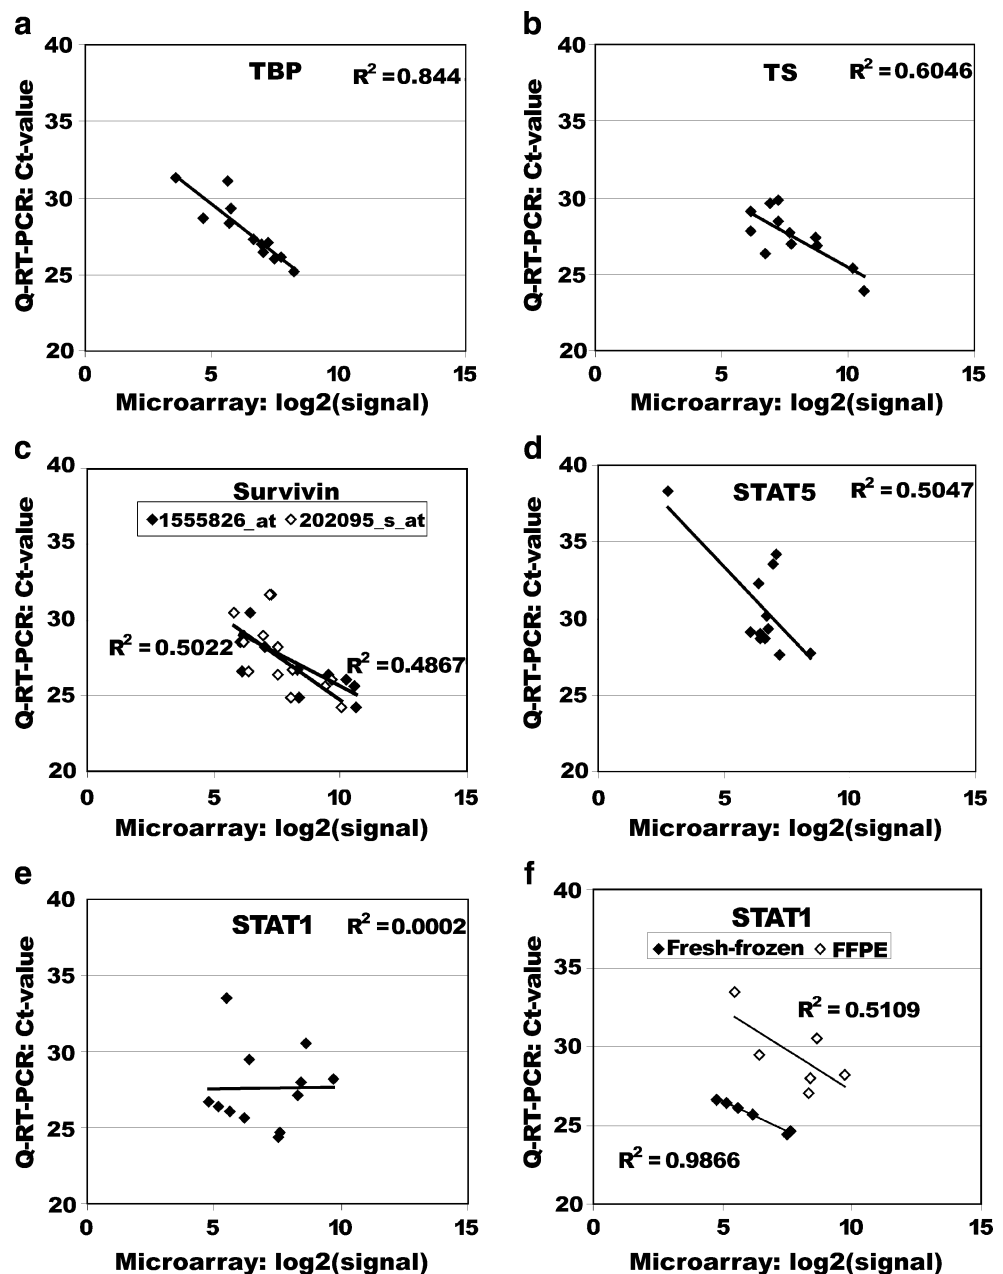 a
40
35
30
25
20
TBP
R² = 0.844
0 5 10 15
Q-RT-PCR: Ct-value
Microarray: log2(signal)
b
40
35
30
25
20
TS
R² = 0.6046
0 5 10 15
Q-RT-PCR: Ct-value
Microarray: log2(signal)
c
40
35
30
25
20
Survivin
1555826_at 202095_s_at
R² = 0.5022
R² = 0.4867
0 5 10 15
Q-RT-PCR: Ct-value
Microarray: log2(signal)
d
40
35
30
25
20
STAT5
R² = 0.5047
0 5 10 15
Q-RT-PCR: Ct-value
Microarray: log2(signal)
e
40
35
30
25
20
STAT1
R² = 0.0002
0 5 10 15
Q-RT-PCR: Ct-value
Microarray: log2(signal)
f
40
35
30
25
20
STAT1
Fresh-frozen FFPE
R² = 0.5109
R² = 0.9866
0 5 10 15
Q-RT-PCR: Ct-value
Microarray: log2(signal)